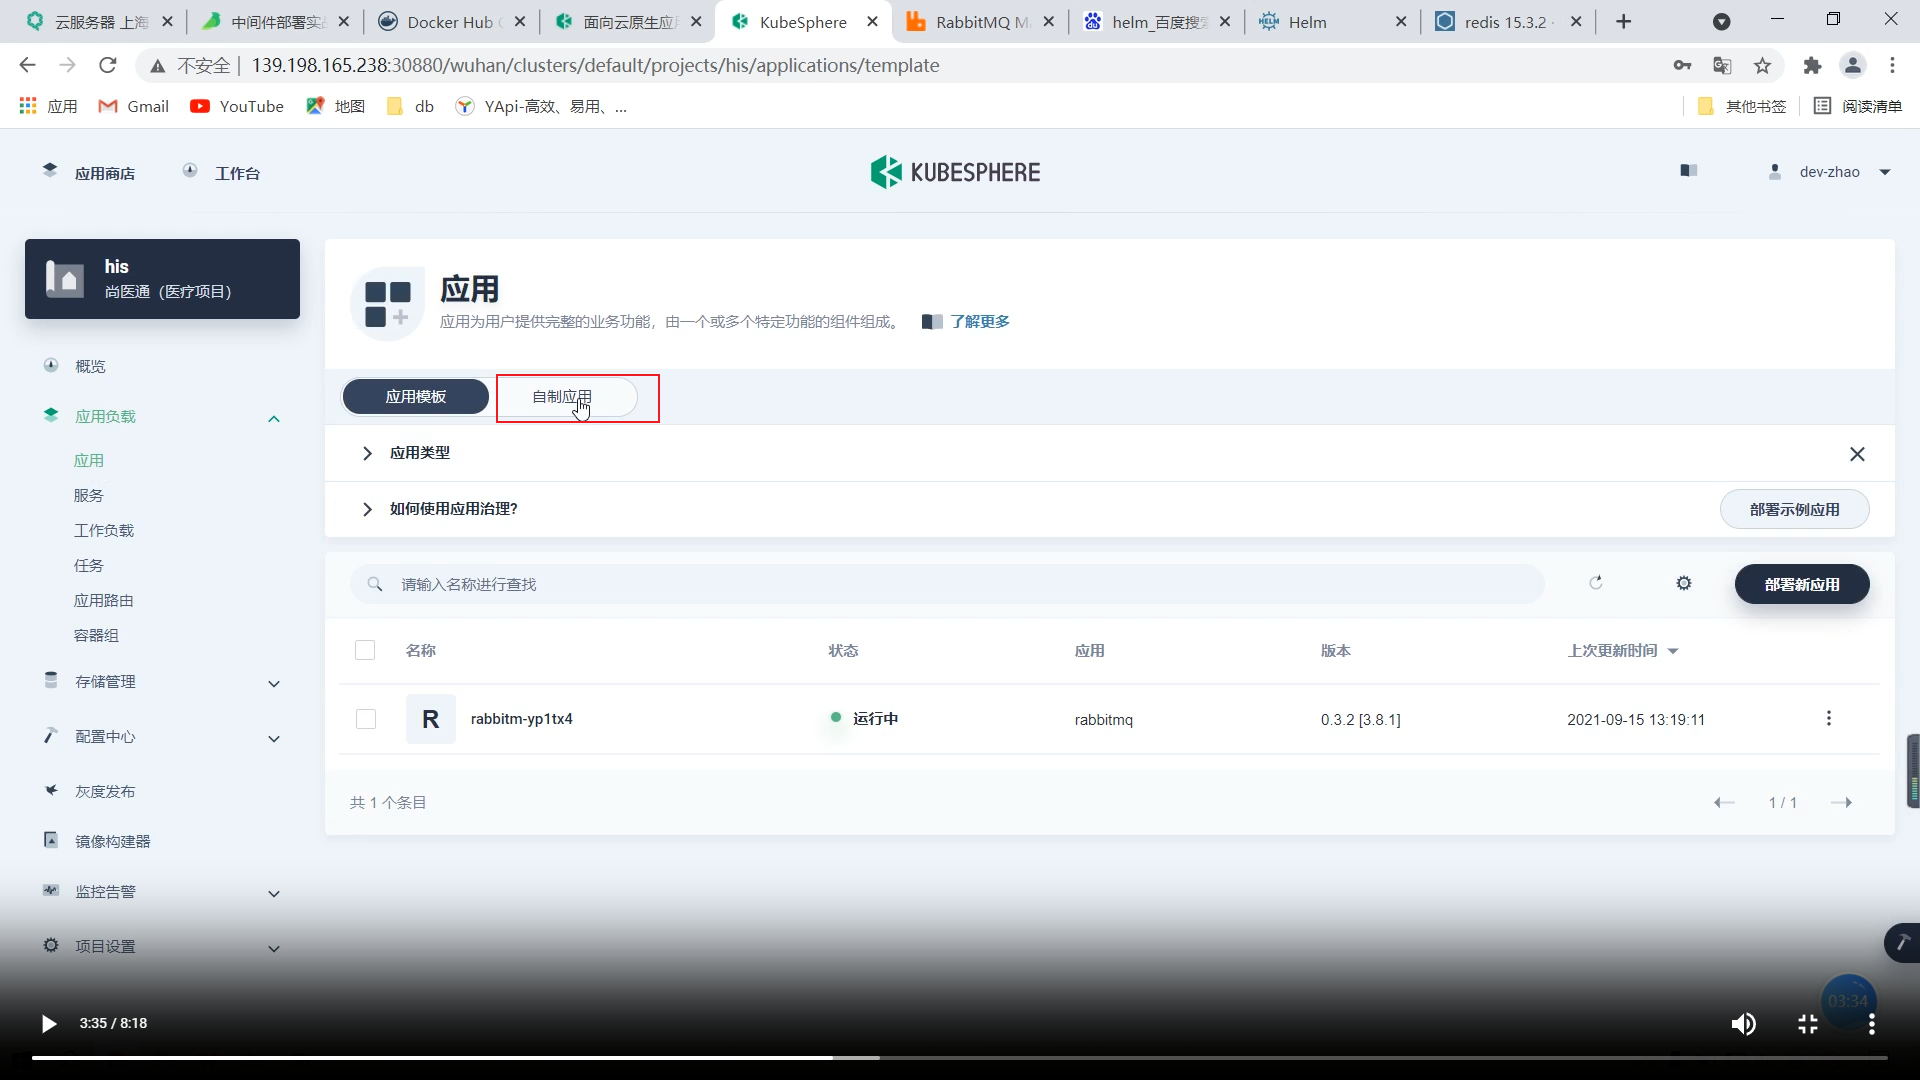 云服务器 上海
中间件部署实战
Docker Hub
面向云原生应用
KubeSphere
RabbitMQ M
helm_百度搜索
Helm
redis 15.3.2
不安全 139.198.165.238:30880/wuhan/clusters/default/projects/his/applications/template
应用 Gmail YouTube 地图 db YApi-高效、易用、... 其他书签 阅读清单
应用商店 工作台 KUBESPHERE dev-zhao
his
尚医通（医疗项目）
概览
应用负载
应用
服务
工作负载
任务
应用路由
容器组
存储管理
配置中心
灰度发布
镜像构建器
监控告警
项目设置
应用
应用为用户提供完整的业务功能，由一个或多个特定功能的组件组成。 了解更多
应用模板 自制应用
应用类型
如何使用应用治理？ 部署示例应用
请输入名称进行查找 部署新应用
名称 状态 应用 版本 上次更新时间
R rabbitm-yp1tx4 运行中 rabbitmq 0.3.2 [3.8.1] 2021-09-15 13:19:11
共 1 个条目 1 / 1
03:34
3:35 / 8:18